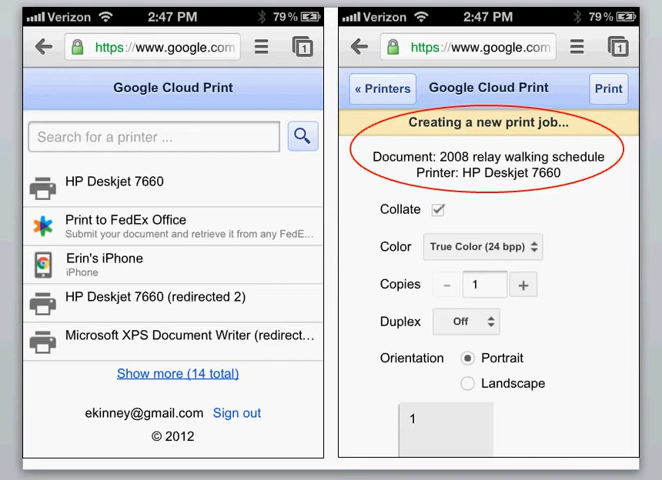 Verizon 2:47 PM 79%
https://www.google.com
1
Google Cloud Print
Search for a printer ...
HP Deskjet 7660
Print to FedEx Office
Submit your document and retrieve it from any FedE...
Erin's iPhone
iPhone
HP Deskjet 7660 (redirected 2)
Microsoft XPS Document Writer (redirect...
Show more (14 total)
ekinney@gmail.com Sign out
© 2012
Verizon 2:47 PM 79%
https://www.google.com
1
« Printers Google Cloud Print Print
Creating a new print job...
Document: 2008 relay walking schedule
Printer: HP Deskjet 7660
Collate
Color True Color (24 bpp)
Copies - 1 +
Duplex Off
Orientation Portrait
Landscape
1